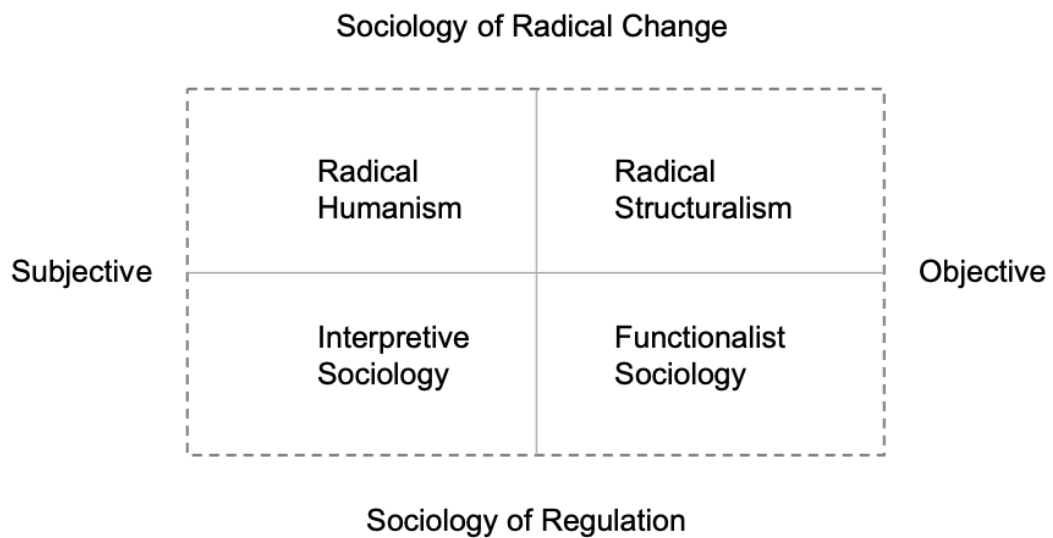 Sociology of Radical Change
Radical
Humanism
Radical
Structuralism
Subjective
Objective
Interpretive
Sociology
Functionalist
Sociology
Sociology of Regulation